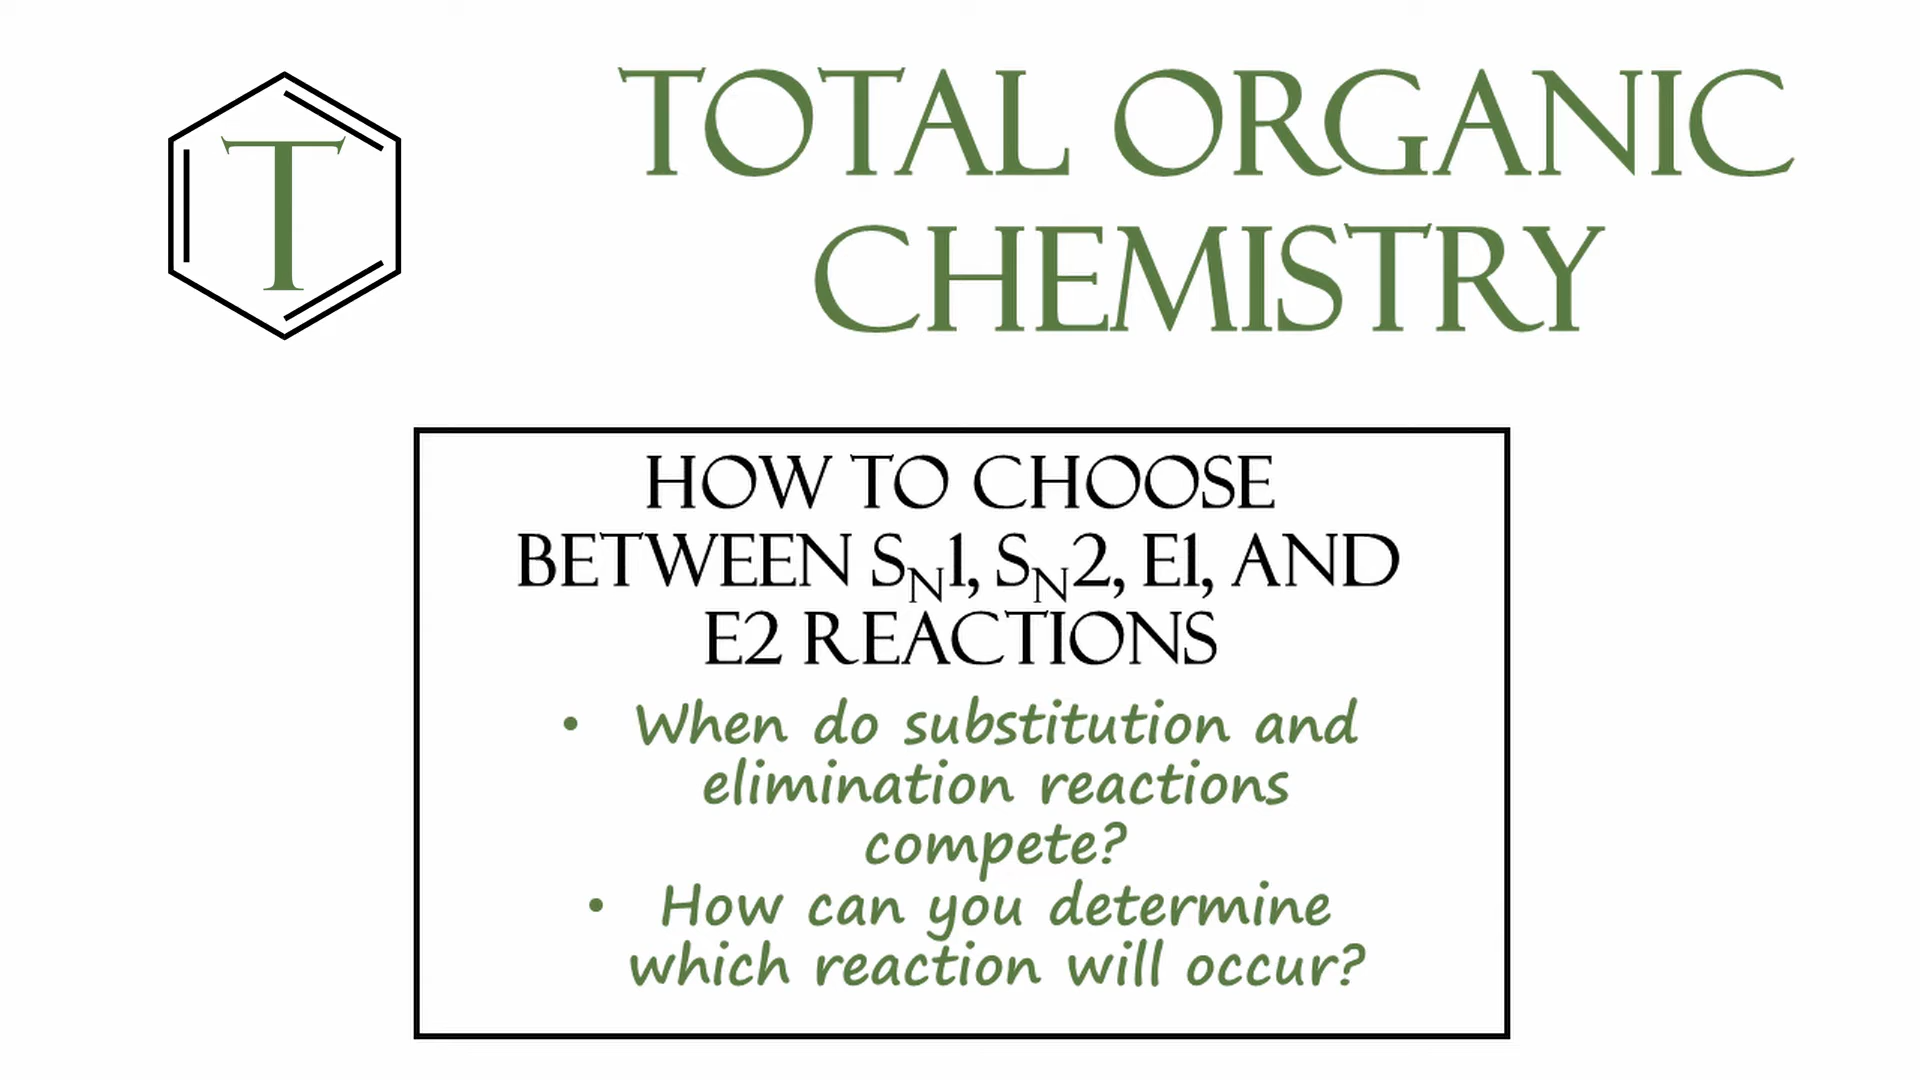 T
TOTAL ORGANIC
CHEMISTRY
HOW TO CHOOSE
BETWEEN SN1, SN2, E1, AND
E2 REACTIONS
• When do substitution and
elimination reactions
compete?
• How can you determine
which reaction will occur?